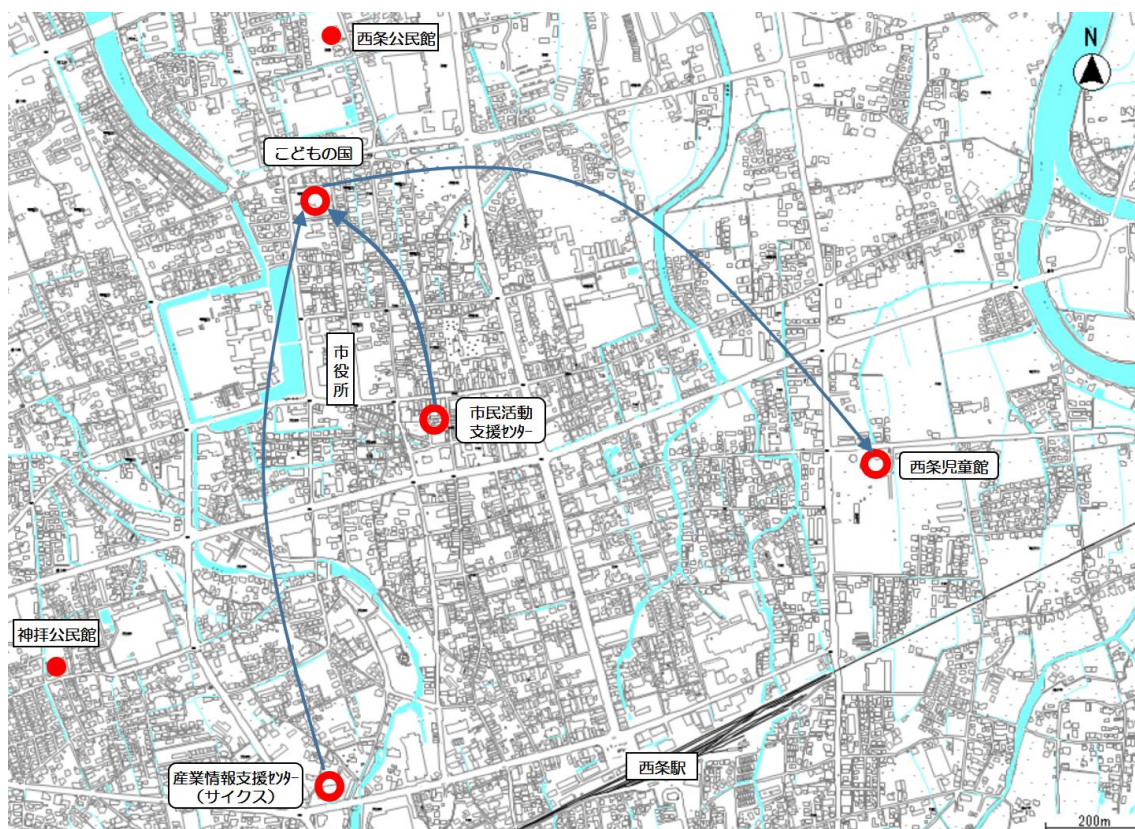 西条公民館
N
こどもの国
市役所
市民活動
支援ｾﾝﾀｰ
西条児童館
神拝公民館
西条駅
産業情報支援ｾﾝﾀｰ
（サイクス）
200m